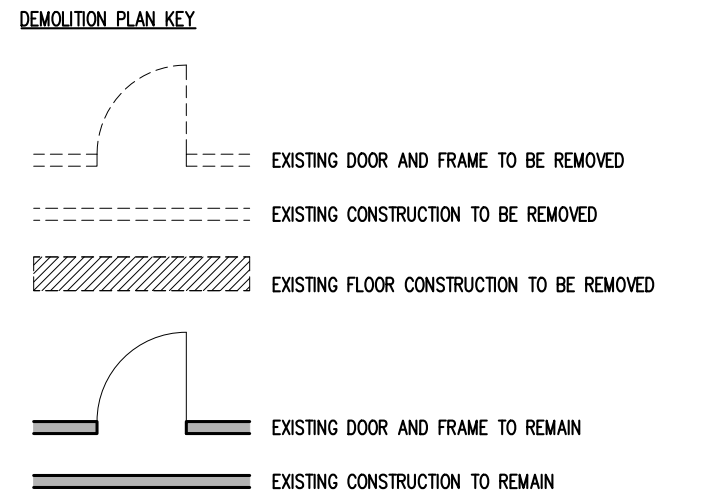 DEMOLITION PLAN KEY
EXISTING DOOR AND FRAME TO BE REMOVED
EXISTING CONSTRUCTION TO BE REMOVED
EXISTING FLOOR CONSTRUCTION TO BE REMOVED
EXISTING DOOR AND FRAME TO REMAIN
EXISTING CONSTRUCTION TO REMAIN